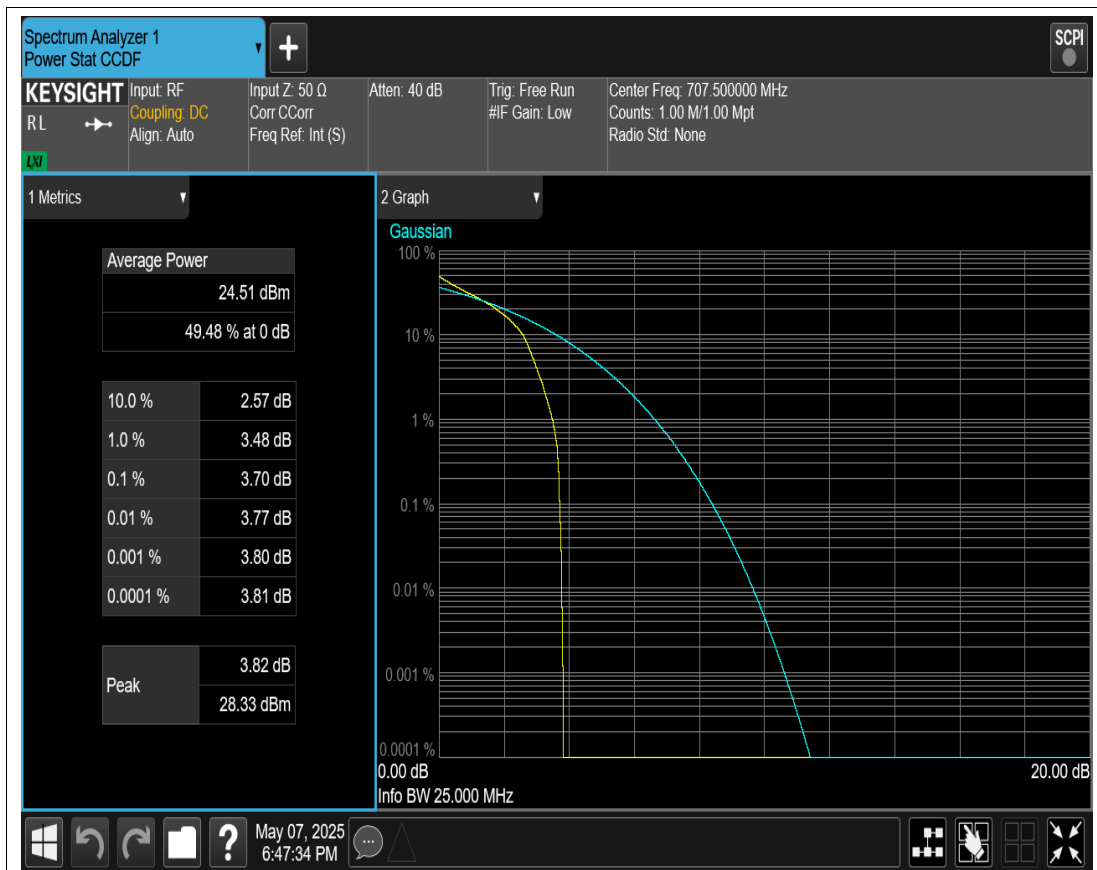 Spectrum Analyzer 1
Power Stat CCDF
+
SCPI
KEYSIGHT
RL
LXI
Input: RF
Coupling: DC
Align: Auto
Input Z: 50 Ω
Corr CCorr
Freq Ref: Int (S)
Atten: 40 dB
Trig: Free Run
#IF Gain: Low
Center Freq: 707.500000 MHz
Counts: 1.00 M/1.00 Mpt
Radio Std: None
1 Metrics
Average Power
24.51 dBm
49.48 % at 0 dB
10.0 % 2.57 dB
1.0 % 3.48 dB
0.1 % 3.70 dB
0.01 % 3.77 dB
0.001 % 3.80 dB
0.0001 % 3.81 dB
Peak
3.82 dB
28.33 dBm
2 Graph
Gaussian
100 %
10 %
1 %
0.1 %
0.01 %
0.001 %
0.0001 %
0.00 dB 20.00 dB
Info BW 25.000 MHz
?
May 07, 2025
6:47:34 PM